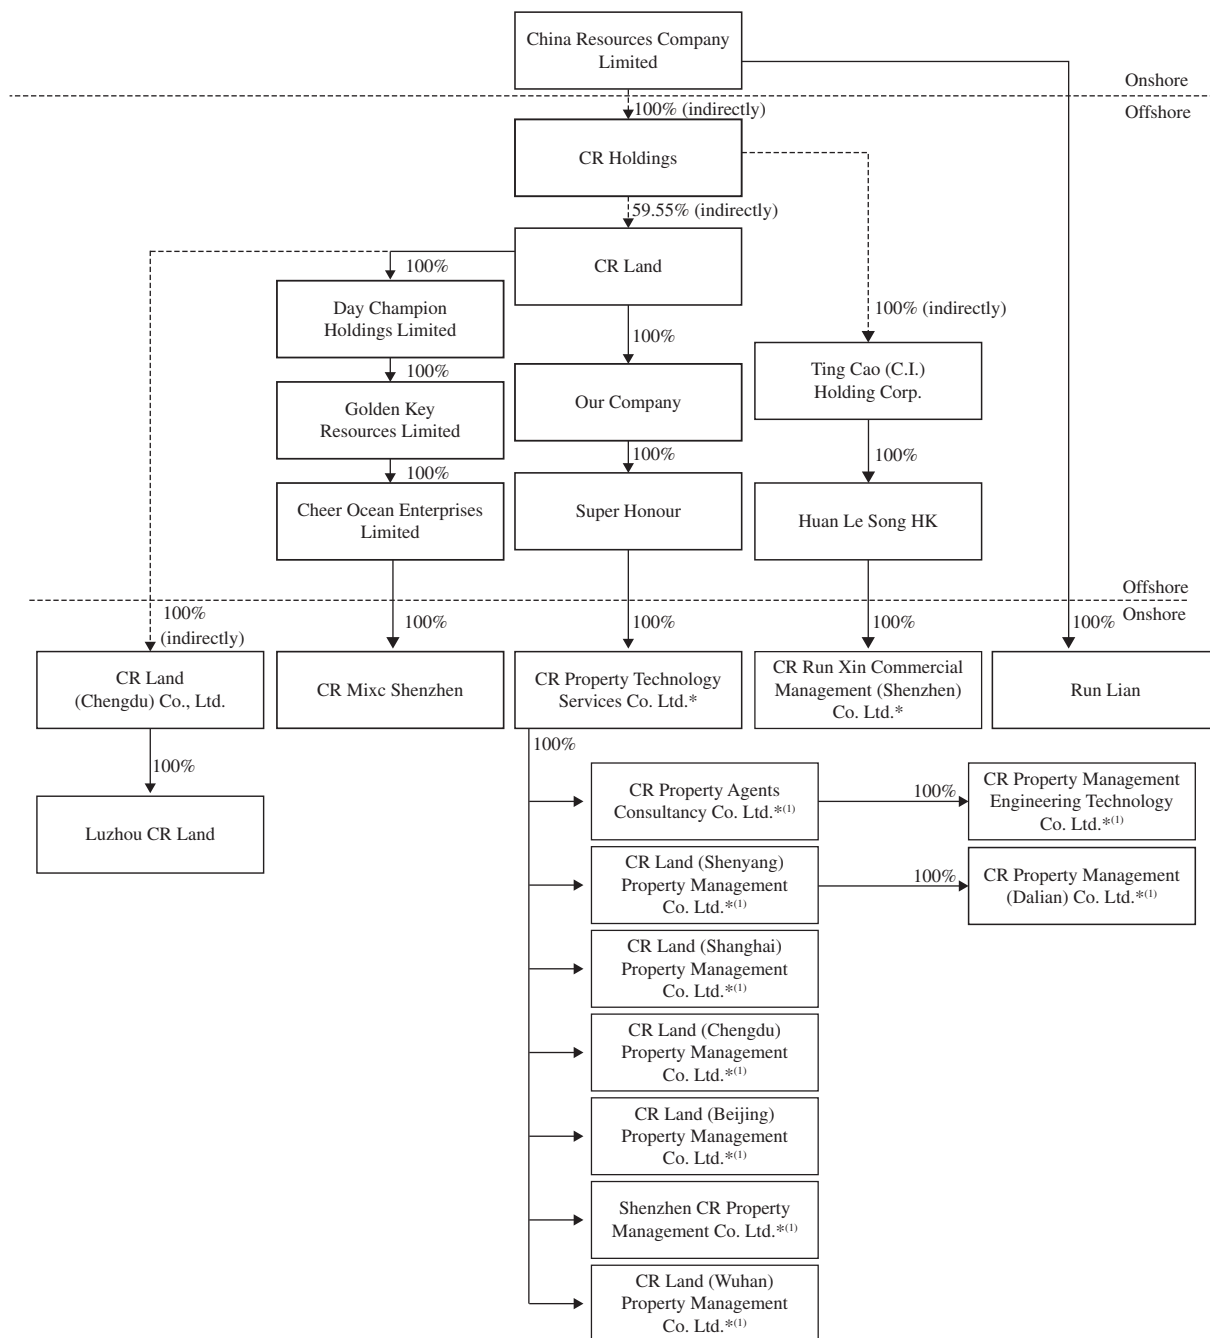 China Resources Company
Limited
Onshore
Offshore
100% (indirectly)
CR Holdings
59.55% (indirectly)
CR Land
100%
Day Champion
Holdings Limited
100% (indirectly)
100%
Ting Cao (C.I.)
Holding Corp.
100%
Our Company
Golden Key
Resources Limited
100%
100%
100%
Cheer Ocean Enterprises
Limited
Super Honour
Huan Le Song HK
Offshore
Onshore
100%
(indirectly)
100%
100%
100%
100%
CR Land
(Chengdu) Co., Ltd.
CR Mixc Shenzhen
CR Property Technology
Services Co. Ltd.*
CR Run Xin Commercial
Management (Shenzhen)
Co. Ltd.*
Run Lian
100%
100%
Luzhou CR Land
CR Property Agents
Consultancy Co. Ltd.*(1)
100%
CR Property Management
Engineering Technology
Co. Ltd.*(1)
CR Land (Shenyang)
Property Management
Co. Ltd.*(1)
100%
CR Property Management
(Dalian) Co. Ltd.*(1)
CR Land (Shanghai)
Property Management
Co. Ltd.*(1)
CR Land (Chengdu)
Property Management
Co. Ltd.*(1)
CR Land (Beijing)
Property Management
Co. Ltd.*(1)
Shenzhen CR Property
Management Co. Ltd.*(1)
CR Land (Wuhan)
Property Management
Co. Ltd.*(1)